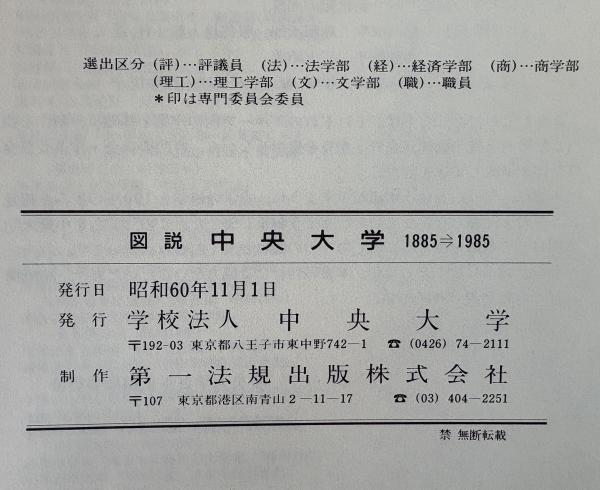 選出区分 (評)…評議員 (法)…法学部 (経)…経済学部 (商)…商学部
(理工)…理工学部 (文)…文学部 (職)…職員
*印は専門委員会委員
図説 中央大学 1885⇒1985
発行日 昭和60年11月1日
発行 学校法人 中央大学
〒192-03 東京都八王子市東中野742-1 ☎ (0426) 74-2111
制作 第一法規出版株式会社
〒107 東京都港区南青山2-11-17 ☎ (03) 404-2251
禁 無断転載